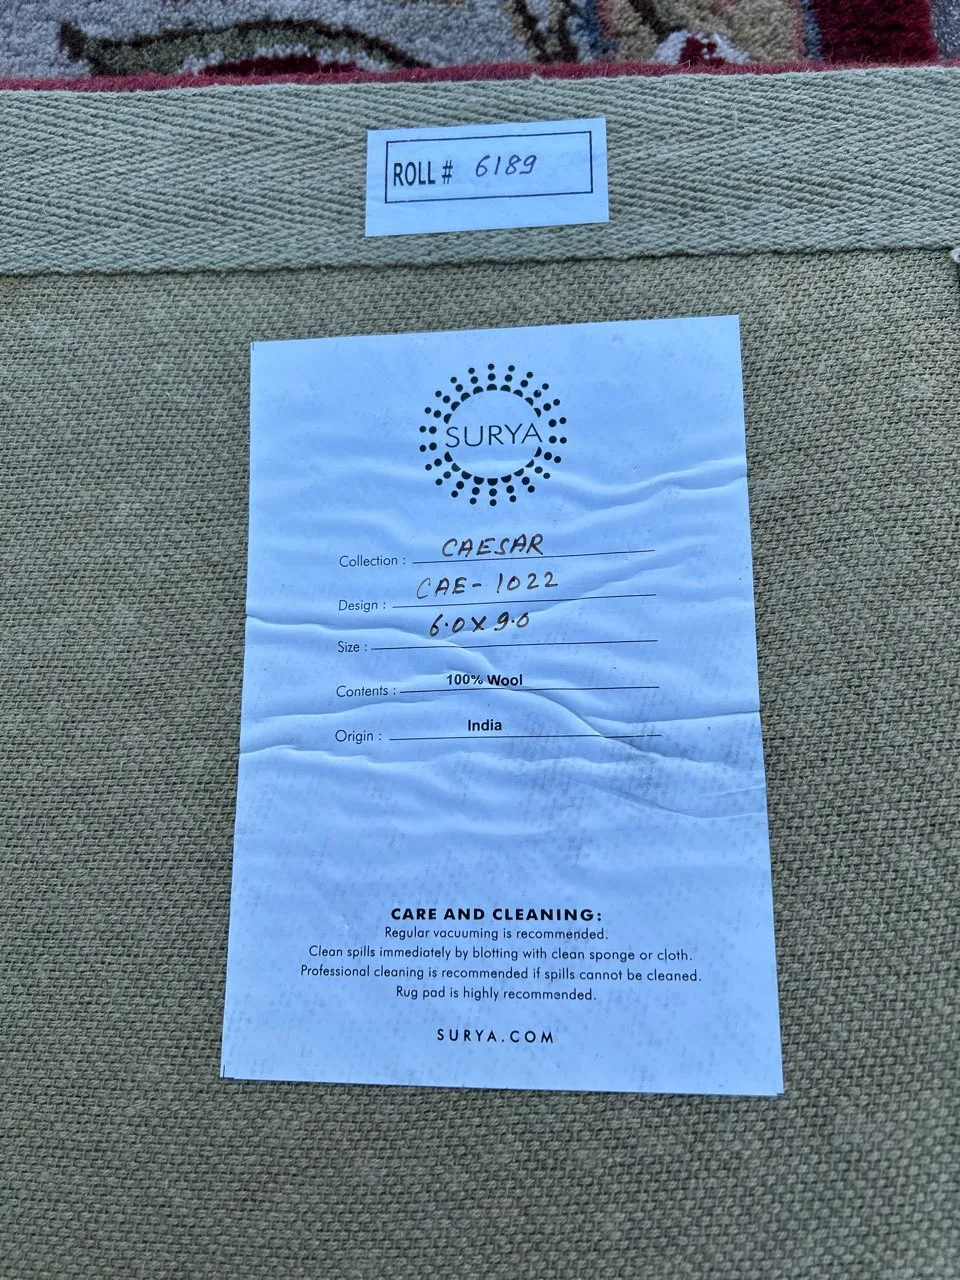 ROLL # 6189
SURYA
Collection : CAESAR
Design : CAE-1022
Size : 6.0X9.0
Contents : 100% Wool
Origin : India
CARE AND CLEANING:
Regular vacuuming is recommended.
Clean spills immediately by blotting with clean sponge or cloth.
Professional cleaning is recommended if spills cannot be cleaned.
Rug pad is highly recommended.
SURYA.COM